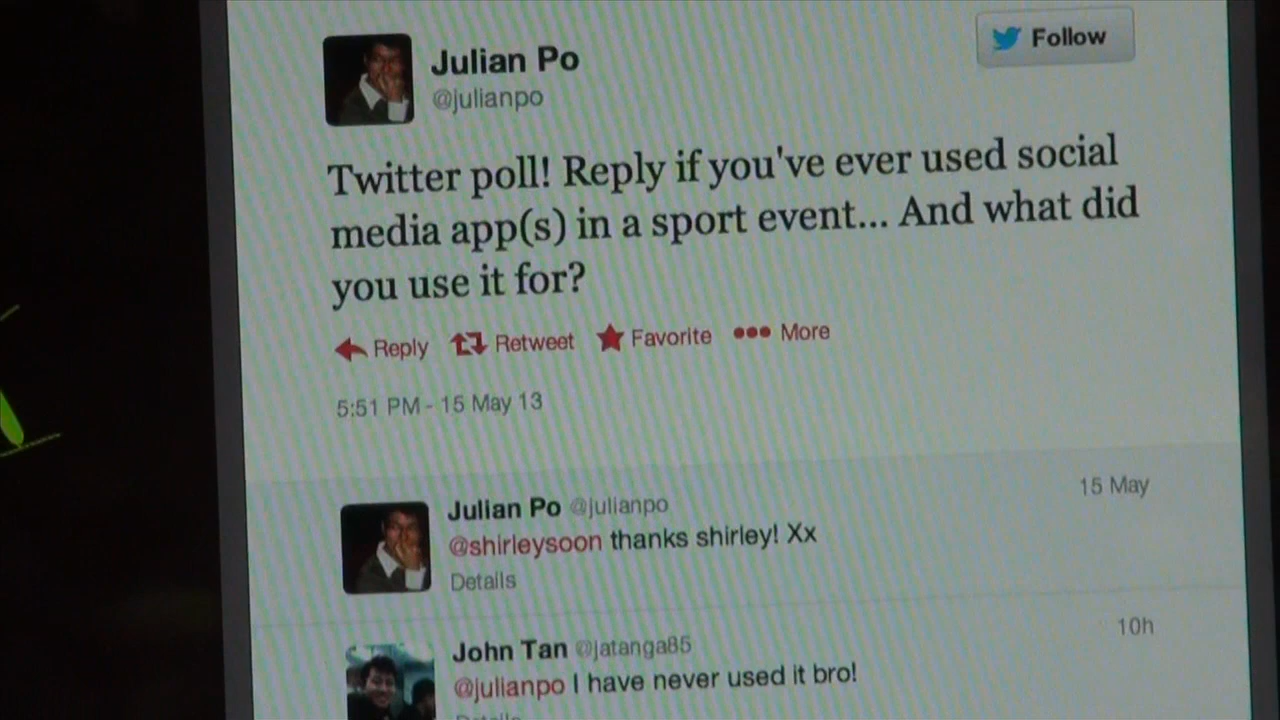 Julian Po
@julianpo
Follow
Twitter poll! Reply if you've ever used social
media app(s) in a sport event... And what did
you use it for?
Reply Retweet Favorite More
5:51 PM - 15 May 13
Julian Po @julianpo 15 May
@shirleysoon thanks shirley! Xx
Details
John Tan @jatanga85 10h
@julianpo I have never used it bro!
Details